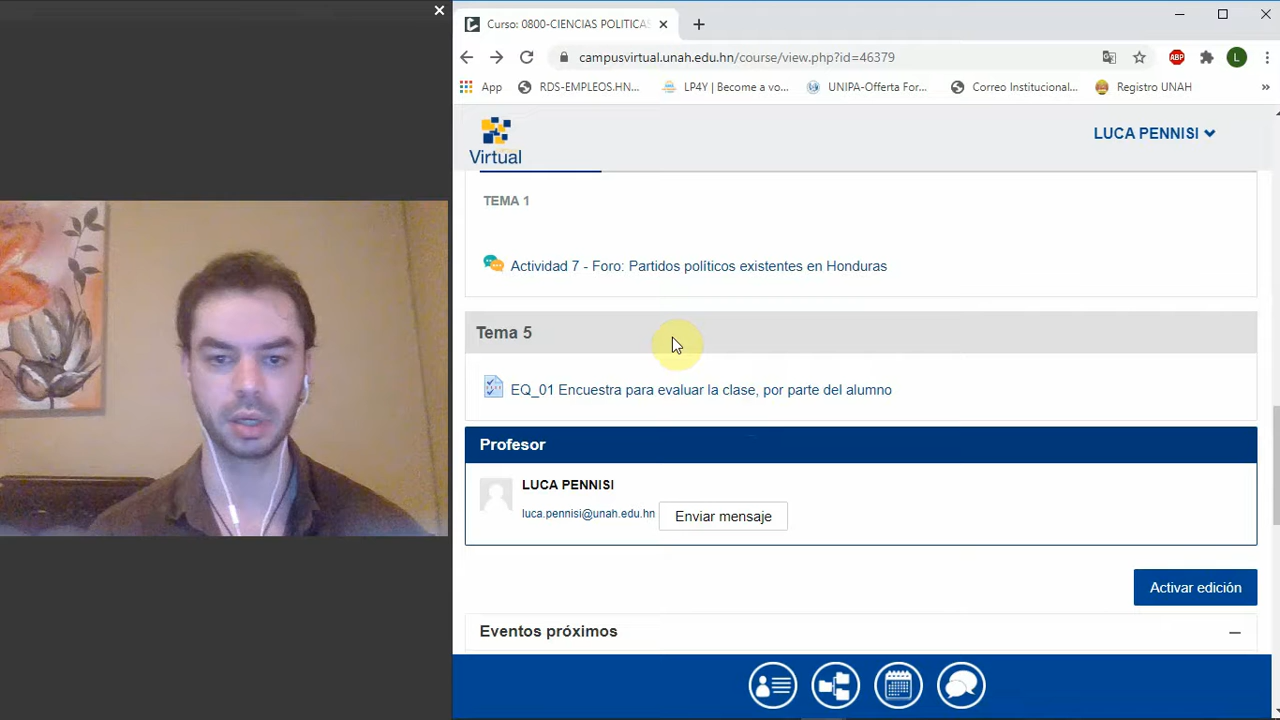 Curso: 0800-CIENCIAS POLITICAS
campusvirtual.unah.edu.hn/course/view.php?id=46379
ABP
L
App
RDS-EMPLEOS.HN...
LP4Y | Become a vo...
UNIPA-Offerta For...
Correo Institucional...
Registro UNAH
»
Virtual
LUCA PENNISI
TEMA 1
Actividad 7 - Foro: Partidos políticos existentes en Honduras
Tema 5
EQ_01 Encuestra para evaluar la clase, por parte del alumno
Profesor
LUCA PENNISI
luca.pennisi@unah.edu.hn
Enviar mensaje
Activar edición
Eventos próximos